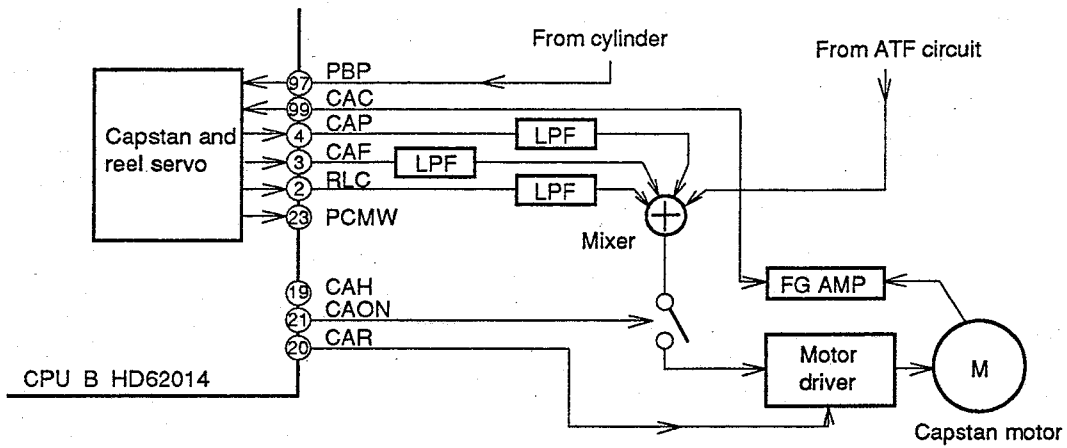 From cylinder
From ATF circuit
97 PBP
99 CAC
4 CAP
LPF
Capstan and
reel servo
3 CAF
LPF
2 RLC
LPF
23 PCMW
Mixer
19 CAH
FG AMP
21 CAON
20 CAR
Motor
driver
M
CPU B HD62014
Capstan motor